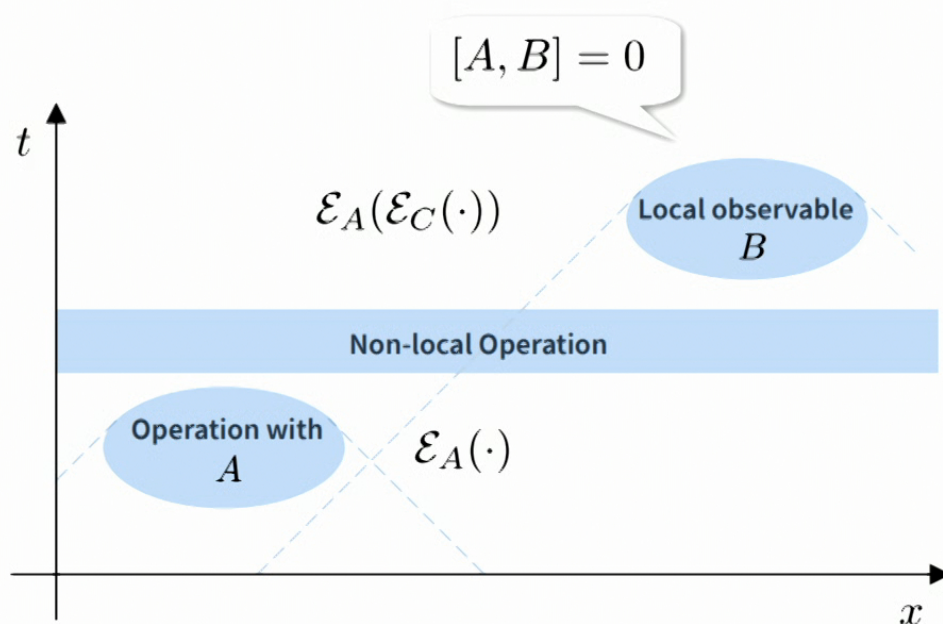 [A, B] = 0
t
ℰ_A(ℰ_C(·))
Local observable
B
Non-local Operation
Operation with
A
ℰ_A(·)
x